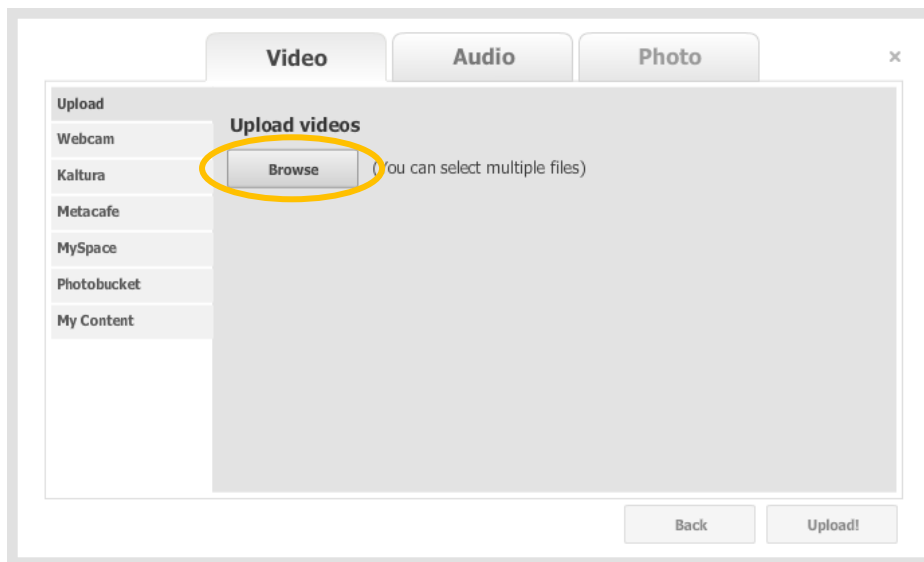 Video
Audio
Photo
×
Upload
Webcam
Kaltura
Metacafe
MySpace
Photobucket
My Content
Upload videos
Browse
(You can select multiple files)
Back
Upload!